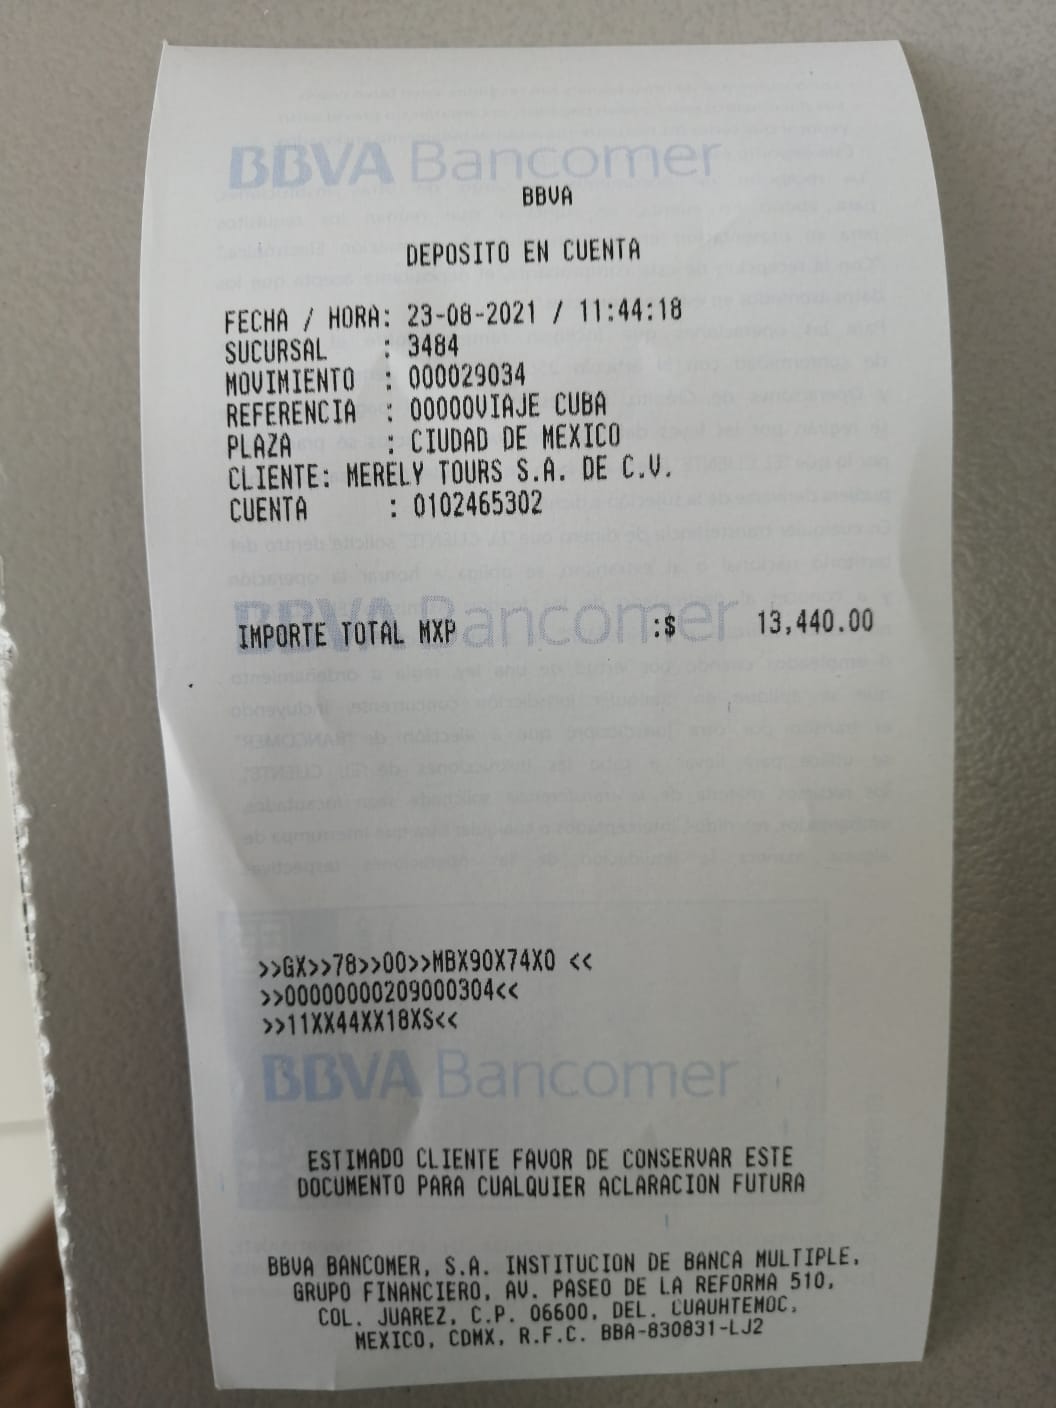 BBVA Bancomer
BBVA
DEPOSITO EN CUENTA
FECHA / HORA: 23-08-2021 / 11:44:18
SUCURSAL : 3484
MOVIMIENTO : 000029034
REFERENCIA : 00000VIAJE CUBA
PLAZA : CIUDAD DE MEXICO
CLIENTE: MERELY TOURS S.A. DE C.V.
CUENTA : 0102465302
BBVA Bancomer
IMPORTE TOTAL MXP :$ 13,440.00
>>GX>>78>>00>>MBX90X74X0 <<
>>00000000209000304<<
>>11XX44XX18XS<<
BBVA Bancomer
ESTIMADO CLIENTE FAVOR DE CONSERVAR ESTE
DOCUMENTO PARA CUALQUIER ACLARACION FUTURA
BBVA BANCOMER, S.A. INSTITUCION DE BANCA MULTIPLE,
GRUPO FINANCIERO, AV. PASEO DE LA REFORMA 510,
COL. JUAREZ, C.P. 06600, DEL. CUAUHTEMOC,
MEXICO, CDMX, R.F.C. BBA-830831-LJ2